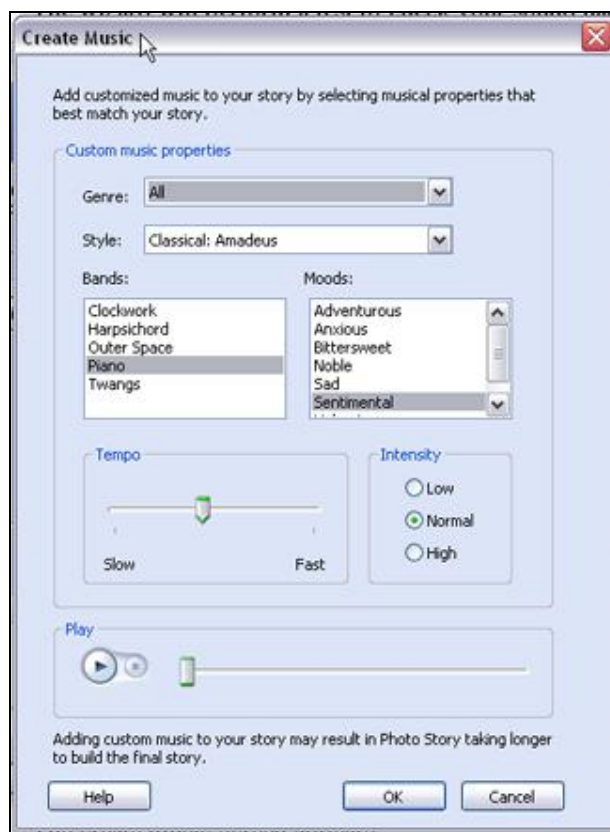 Create Music
Add customized music to your story by selecting musical properties that
best match your story.
Custom music properties
Genre: All
Style: Classical: Amadeus
Bands: Moods:
Clockwork
Harpsichord
Outer Space
Piano
Twangs
Adventurous
Anxious
Bittersweet
Noble
Sad
Sentimental
Tempo
Slow Fast
Intensity
Low
Normal
High
Play
Adding custom music to your story may result in Photo Story taking longer
to build the final story.
Help OK Cancel